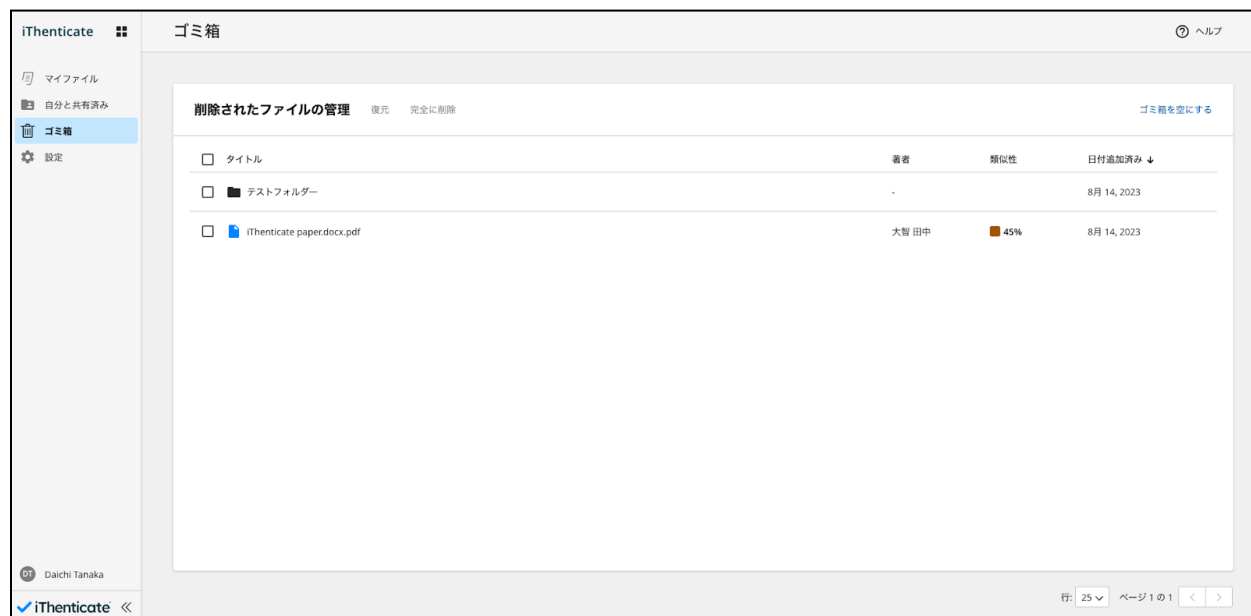 iThenticate
ゴミ箱
ヘルプ
マイファイル
自分と共有済み
ゴミ箱
設定
削除されたファイルの管理 復元 完全に削除 ゴミ箱を空にする
タイトル 著者 類似性 日付追加済み
テストフォルダー - 8月 14, 2023
iThenticate paper.docx.pdf 大智 田中 45% 8月 14, 2023
DT Daichi Tanaka
iThenticate
行: 25 ページ 1 の 1